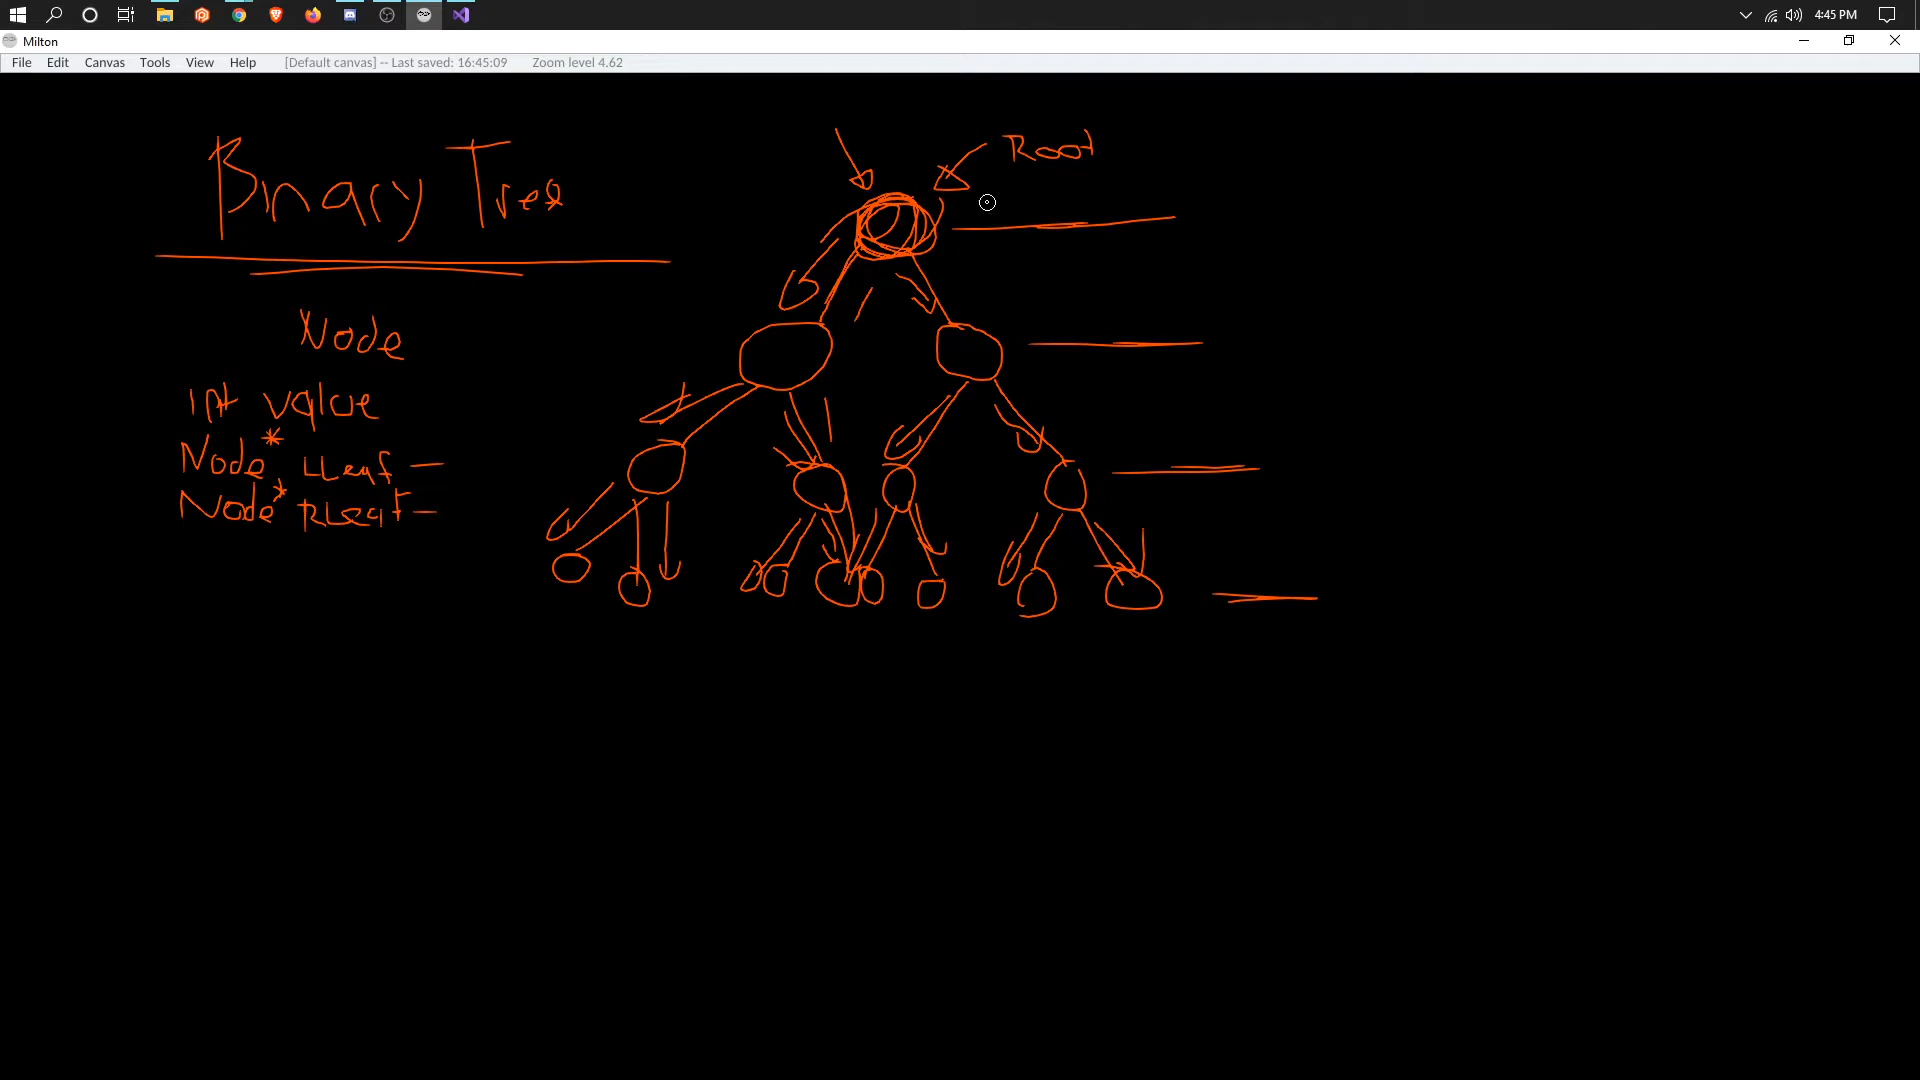 4:45 PM
Milton
File Edit Canvas Tools View Help [Default canvas] -- Last saved: 16:45:09 Zoom level 4.62
Root
Binary Tree
Node
int value
Node* LLeaf -
Node* RLeaf -